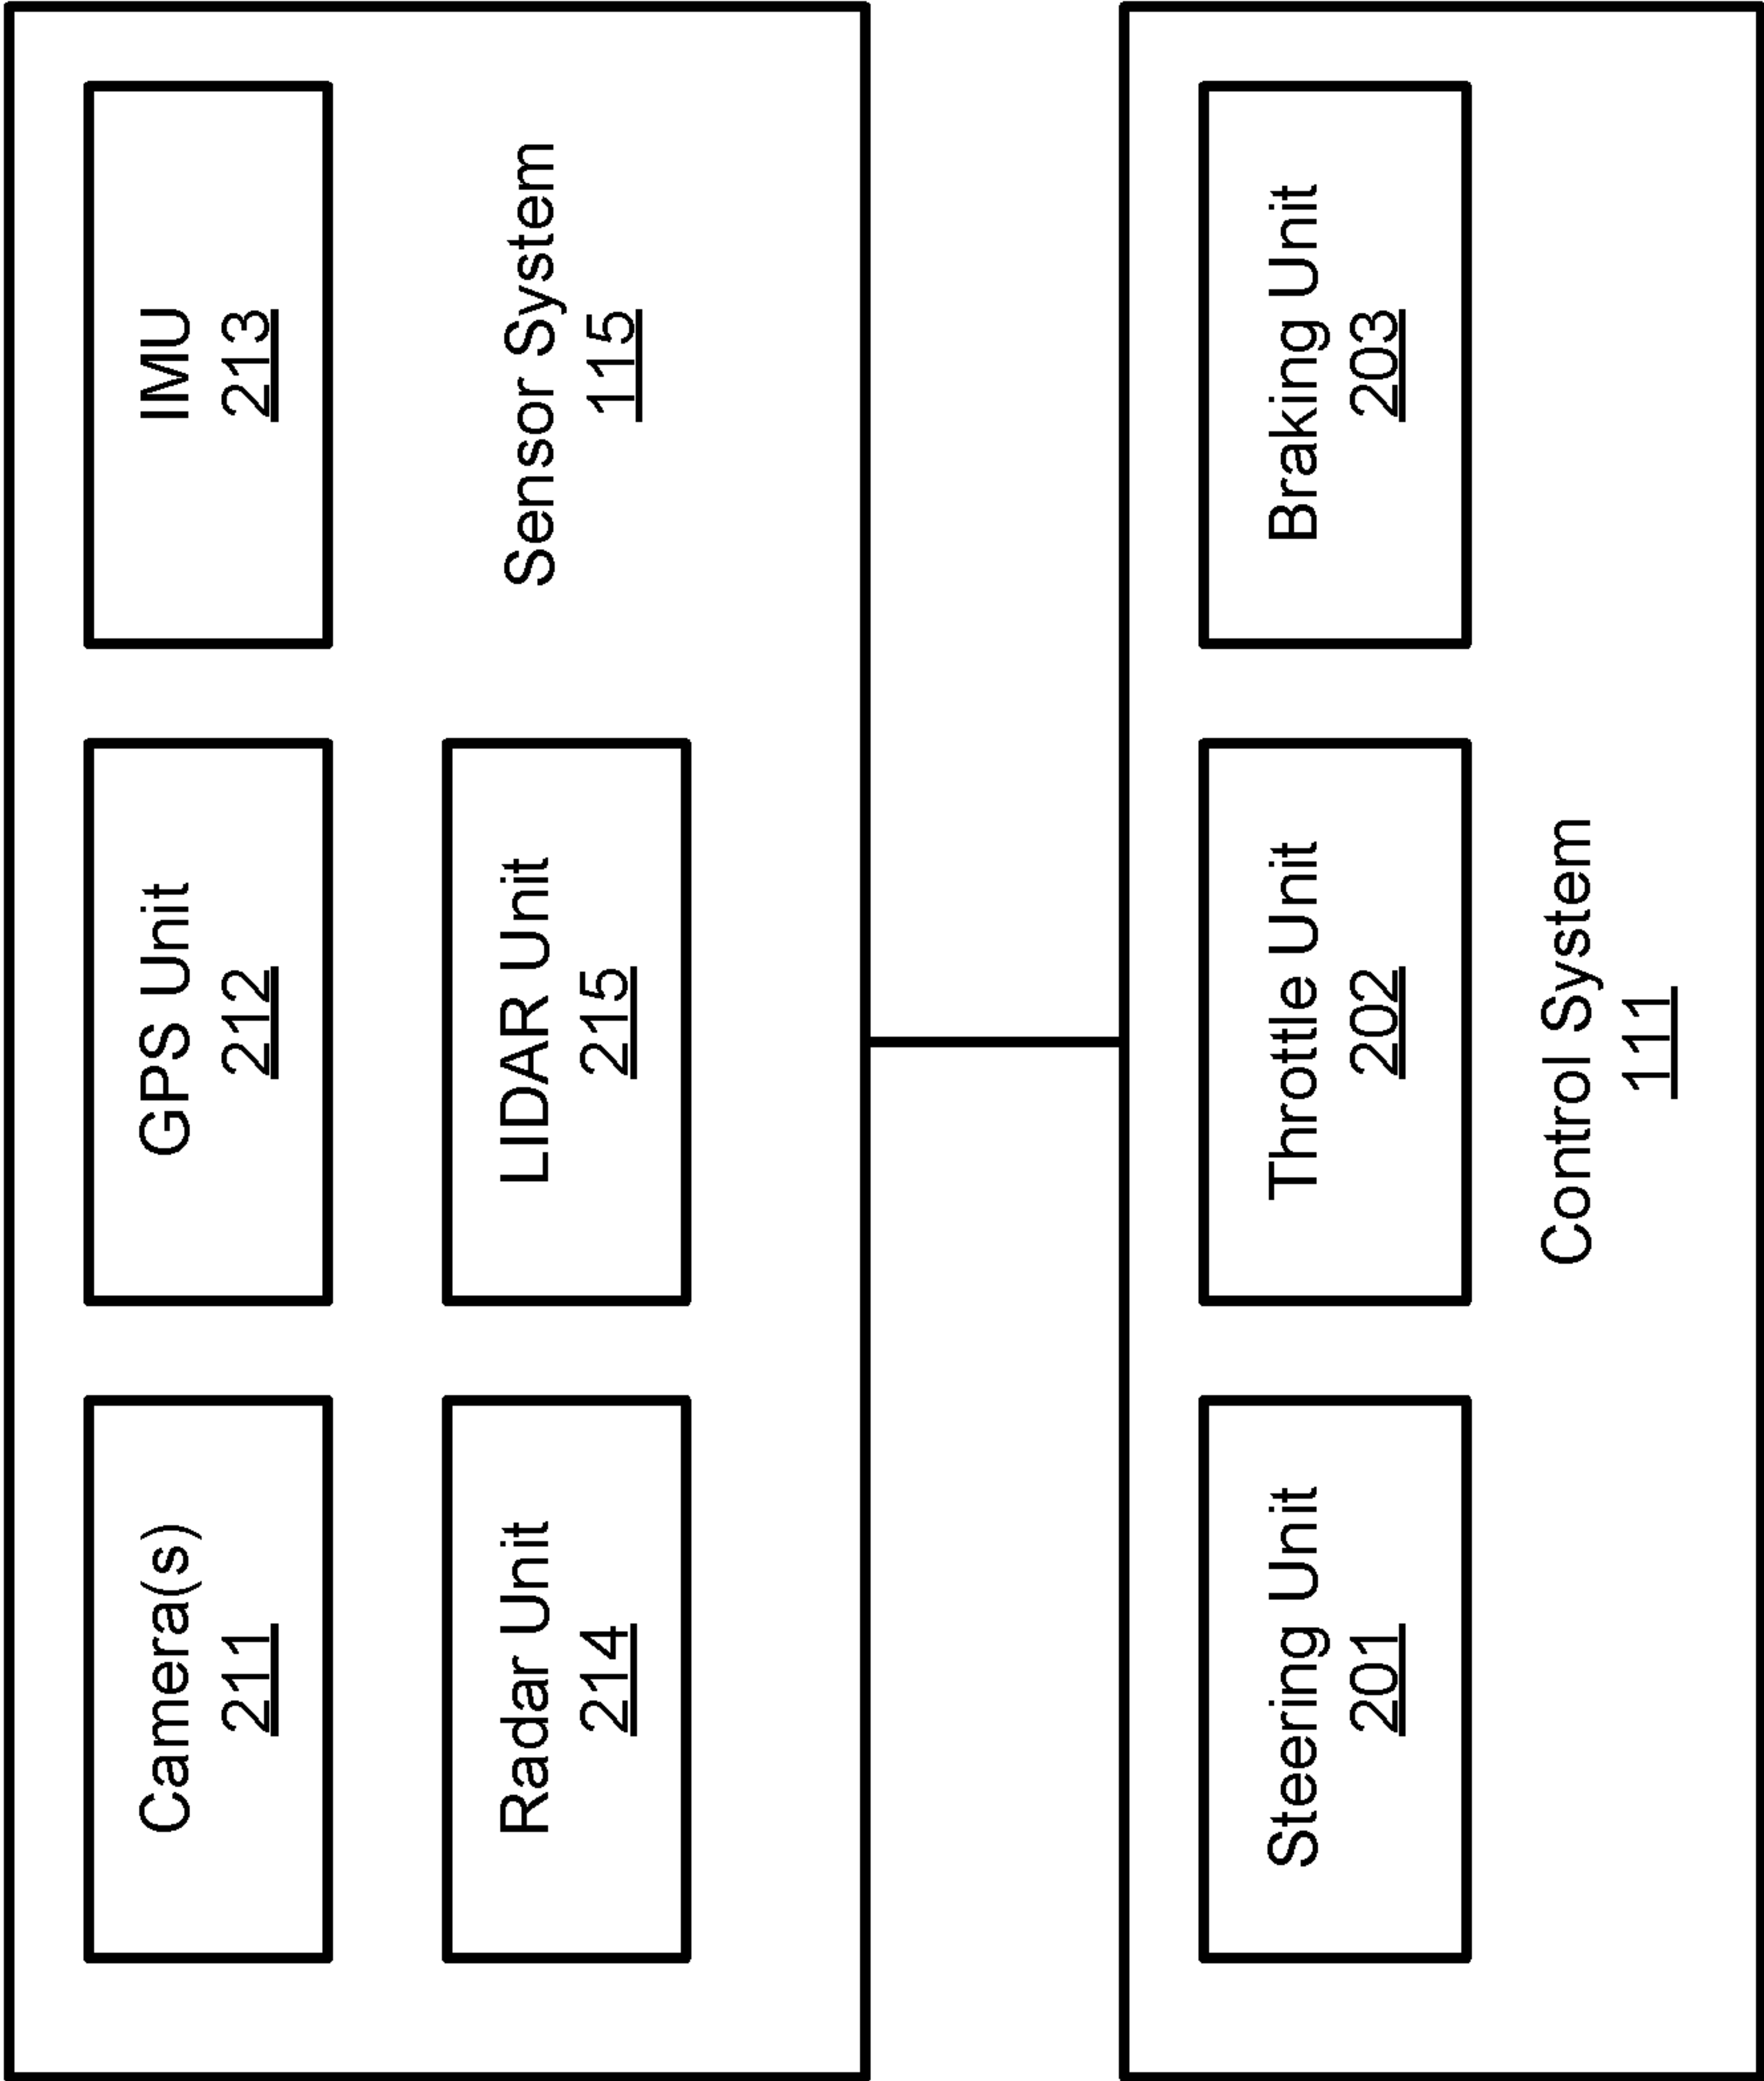 Camera(s)
211
GPS Unit
212
IMU
213
Radar Unit
214
LIDAR Unit
215
Sensor System
115
Steering Unit
201
Throttle Unit
202
Braking Unit
203
Control System
111